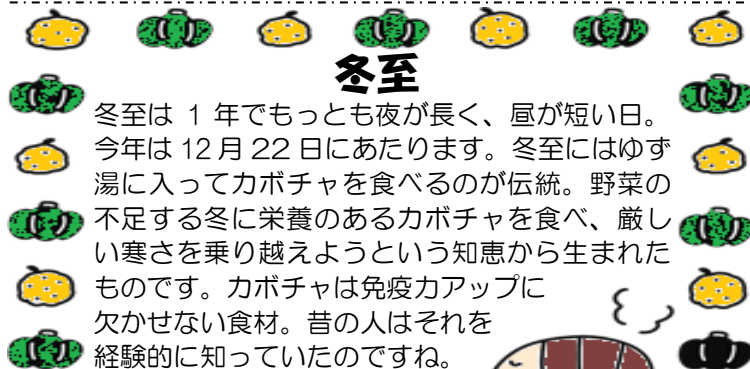 冬至
冬至は 1 年でもっとも夜が長く、昼が短い日。
今年は 12 月 22 日にあたります。冬至にはゆず
湯に入ってカボチャを食べるのが伝統。野菜の
不足する冬に栄養のあるカボチャを食べ、厳し
い寒さを乗り越えようという知恵から生まれた
ものです。カボチャは免疫力アップに
欠かせない食材。昔の人はそれを
経験的に知っていたのですね。